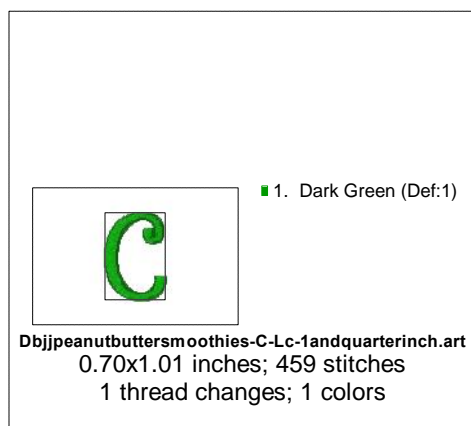 1. Dark Green (Def:1)
C
Dbjjpeanutbuttersmoothies-C-Lc-1andquarterinch.art
0.70x1.01 inches; 459 stitches
1 thread changes; 1 colors